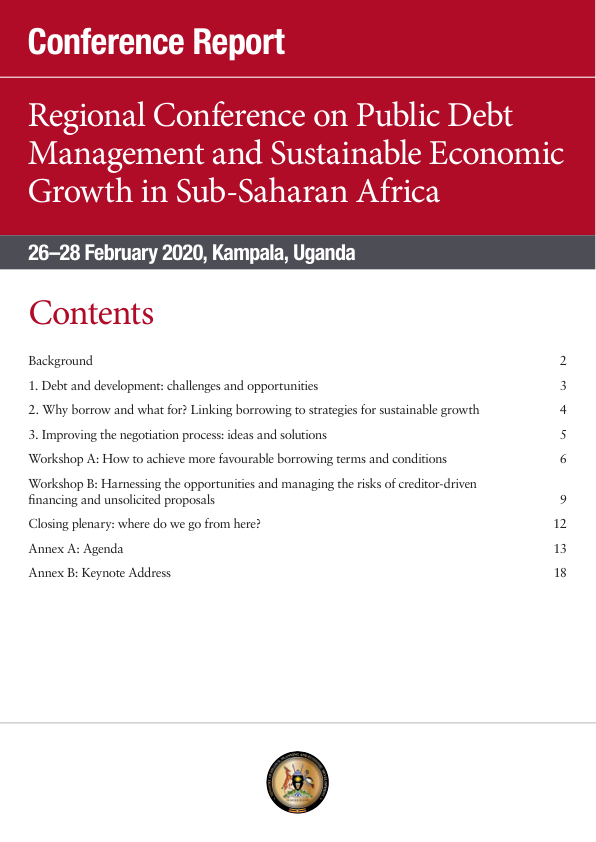 Conference Report
Regional Conference on Public Debt
Management and Sustainable Economic
Growth in Sub-Saharan Africa
26–28 February 2020, Kampala, Uganda
Contents
Background 2
1. Debt and development: challenges and opportunities 3
2. Why borrow and what for? Linking borrowing to strategies for sustainable growth 4
3. Improving the negotiation process: ideas and solutions 5
Workshop A: How to achieve more favourable borrowing terms and conditions 6
Workshop B: Harnessing the opportunities and managing the risks of creditor-driven
financing and unsolicited proposals 9
Closing plenary: where do we go from here? 12
Annex A: Agenda 13
Annex B: Keynote Address 18